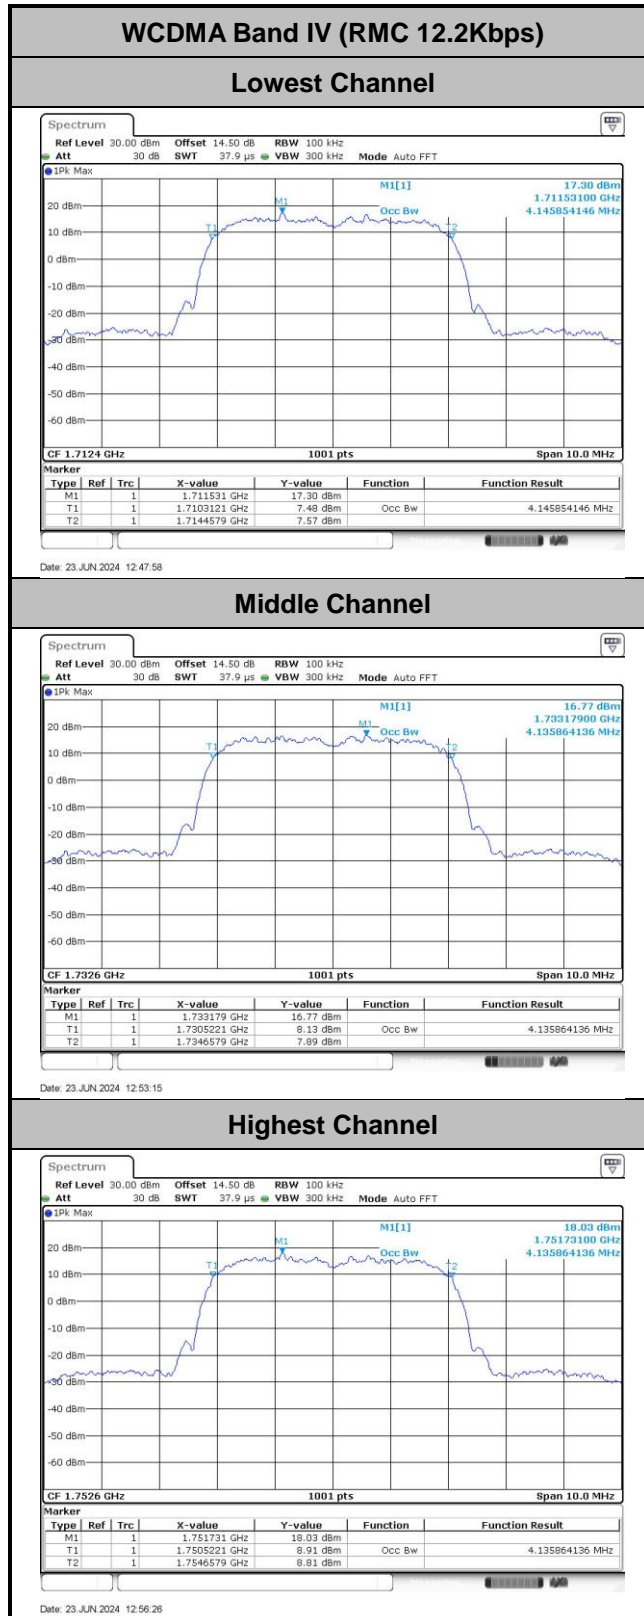 WCDMA Band IV (RMC 12.2Kbps)
Lowest Channel
Spectrum
Ref Level 30.00 dBm Offset 14.50 dB RBW 100 kHz
Att 30 dB SWT 37.9 µs VBW 300 kHz Mode Auto FFT
1Pk Max
M1[1] 17.30 dBm
1.71153100 GHz
Occ Bw 4.145854146 MHz
M1
T1
T2
20 dBm
10 dBm
0 dBm
-10 dBm
-20 dBm
-30 dBm
-40 dBm
-50 dBm
-60 dBm
CF 1.7124 GHz 1001 pts Span 10.0 MHz
Marker
Type Ref Trc X-value Y-value Function Function Result
M1 1 1.711531 GHz 17.30 dBm
T1 1 1.7103121 GHz 7.48 dBm Occ Bw 4.145854146 MHz
T2 1 1.7144579 GHz 7.57 dBm
Date: 23.JUN.2024 12:47:58
Middle Channel
Spectrum
Ref Level 30.00 dBm Offset 14.50 dB RBW 100 kHz
Att 30 dB SWT 37.9 µs VBW 300 kHz Mode Auto FFT
1Pk Max
M1[1] 16.77 dBm
1.73317900 GHz
Occ Bw 4.135864136 MHz
M1
T1
T2
20 dBm
10 dBm
0 dBm
-10 dBm
-20 dBm
-30 dBm
-40 dBm
-50 dBm
-60 dBm
CF 1.7326 GHz 1001 pts Span 10.0 MHz
Marker
Type Ref Trc X-value Y-value Function Function Result
M1 1 1.733179 GHz 16.77 dBm
T1 1 1.7305221 GHz 8.13 dBm Occ Bw 4.135864136 MHz
T2 1 1.7346579 GHz 7.89 dBm
Date: 23.JUN.2024 12:53:15
Highest Channel
Spectrum
Ref Level 30.00 dBm Offset 14.50 dB RBW 100 kHz
Att 30 dB SWT 37.9 µs VBW 300 kHz Mode Auto FFT
1Pk Max
M1[1] 18.03 dBm
1.75173100 GHz
Occ Bw 4.135864136 MHz
M1
T1
T2
20 dBm
10 dBm
0 dBm
-10 dBm
-20 dBm
-30 dBm
-40 dBm
-50 dBm
-60 dBm
CF 1.7526 GHz 1001 pts Span 10.0 MHz
Marker
Type Ref Trc X-value Y-value Function Function Result
M1 1 1.751731 GHz 18.03 dBm
T1 1 1.7505221 GHz 8.91 dBm Occ Bw 4.135864136 MHz
T2 1 1.7546579 GHz 8.81 dBm
Date: 23.JUN.2024 12:56:26